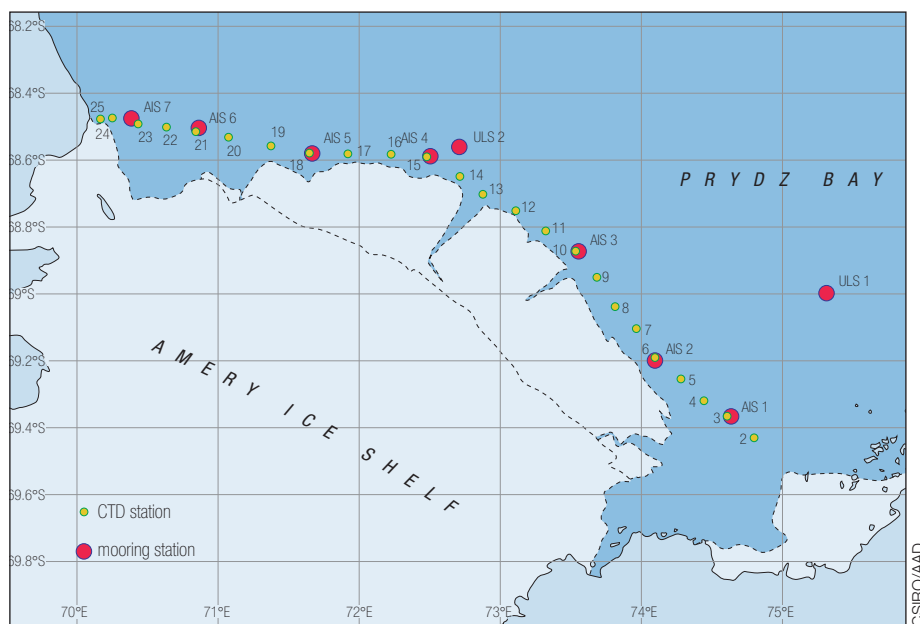 68.2°S
68.4°S
25
AIS 7
AIS 6
24
23
22
21
20
19
18
AIS 5
17
16
AIS 4
15
ULS 2
68.6°S
14
13
12
PRYDZ BAY
68.8°S
11
10
AIS 3
9
69°S
ULS 1
8
7
6
AIS 2
69.2°S
AMERY ICE SHELF
5
4
3
AIS 1
2
69.4°S
69.6°S
CTD station
mooring station
69.8°S
70°E
71°E
72°E
73°E
74°E
75°E
CSIRO/AAD